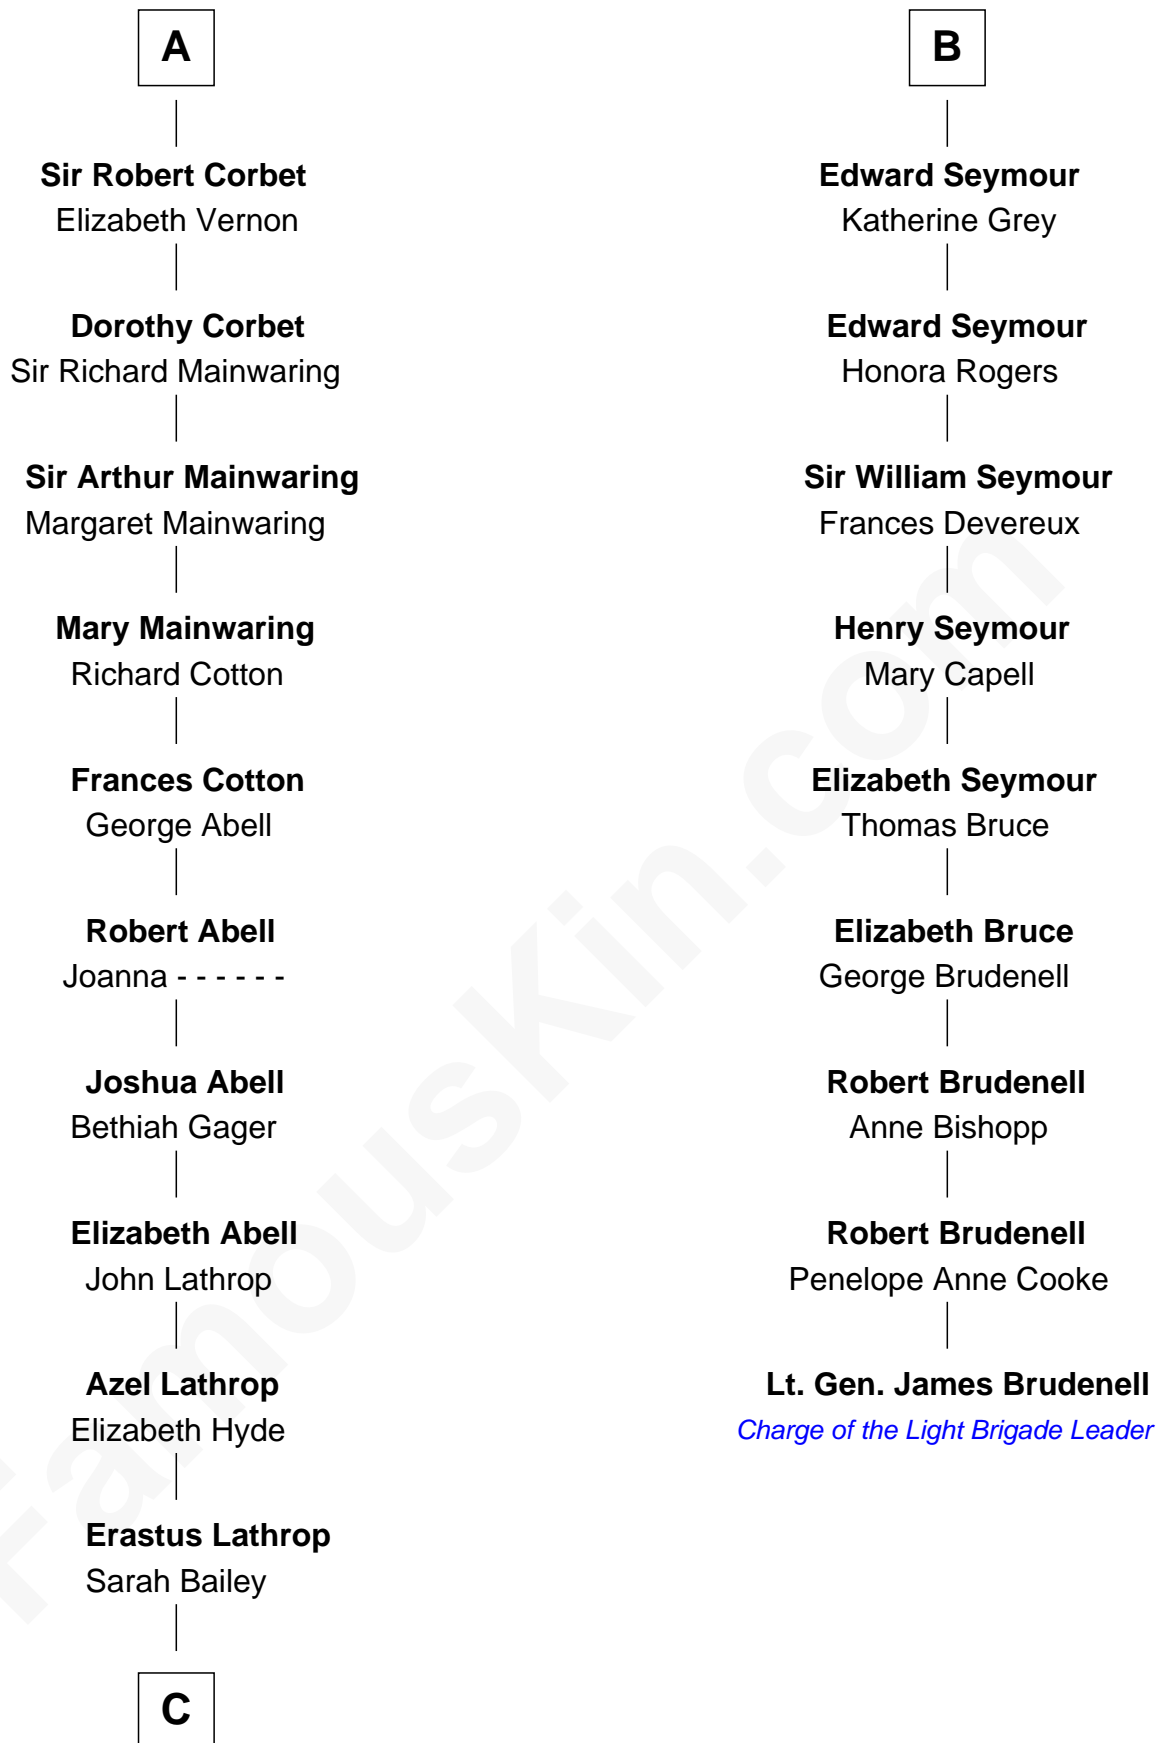 A
Sir Robert Corbet
Elizabeth Vernon
Dorothy Corbet
Sir Richard Mainwaring
Sir Arthur Mainwaring
Margaret Mainwaring
Mary Mainwaring
Richard Cotton
Frances Cotton
George Abell
Robert Abell
Joanna - - - - - -
Joshua Abell
Bethiah Gager
Elizabeth Abell
John Lathrop
Azel Lathrop
Elizabeth Hyde
Erastus Lathrop
Sarah Bailey
C
B
Edward Seymour
Katherine Grey
Edward Seymour
Honora Rogers
Sir William Seymour
Frances Devereux
Henry Seymour
Mary Capell
Elizabeth Seymour
Thomas Bruce
Elizabeth Bruce
George Brudenell
Robert Brudenell
Anne Bishopp
Robert Brudenell
Penelope Anne Cooke
Lt. Gen. James Brudenell
Charge of the Light Brigade Leader
FamousKin.com